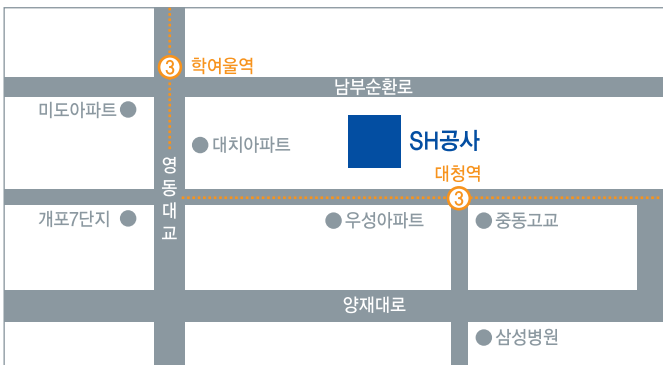 3 학여울역
남부순환로
미도아파트
대치아파트
SH공사
영동대교
대청역
3
개포7단지
우성아파트
중동고교
양재대로
삼성병원